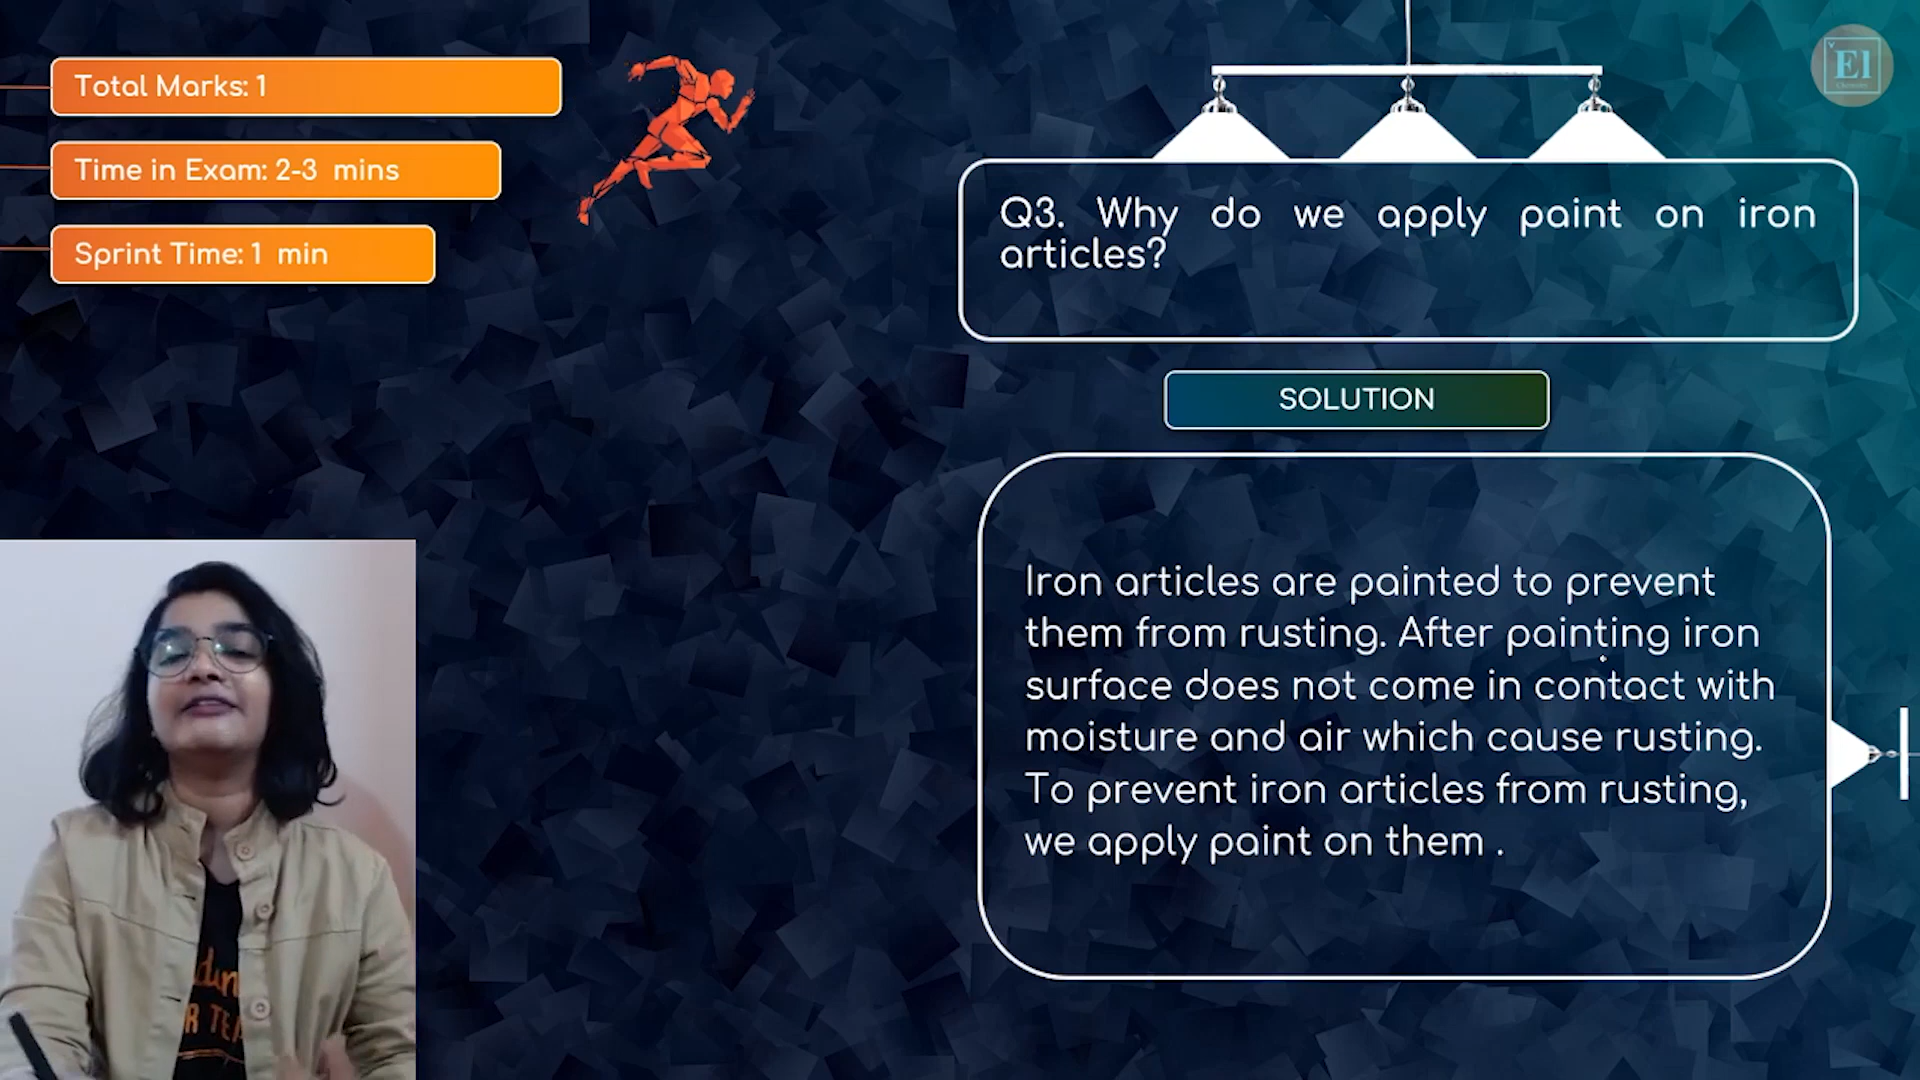 Total Marks: 1
Time in Exam: 2-3 mins
Sprint Time: 1 min
El
Q3. Why do we apply paint on iron
articles?
SOLUTION
Iron articles are painted to prevent
them from rusting. After painting iron
surface does not come in contact with
moisture and air which cause rusting.
To prevent iron articles from rusting,
we apply paint on them .